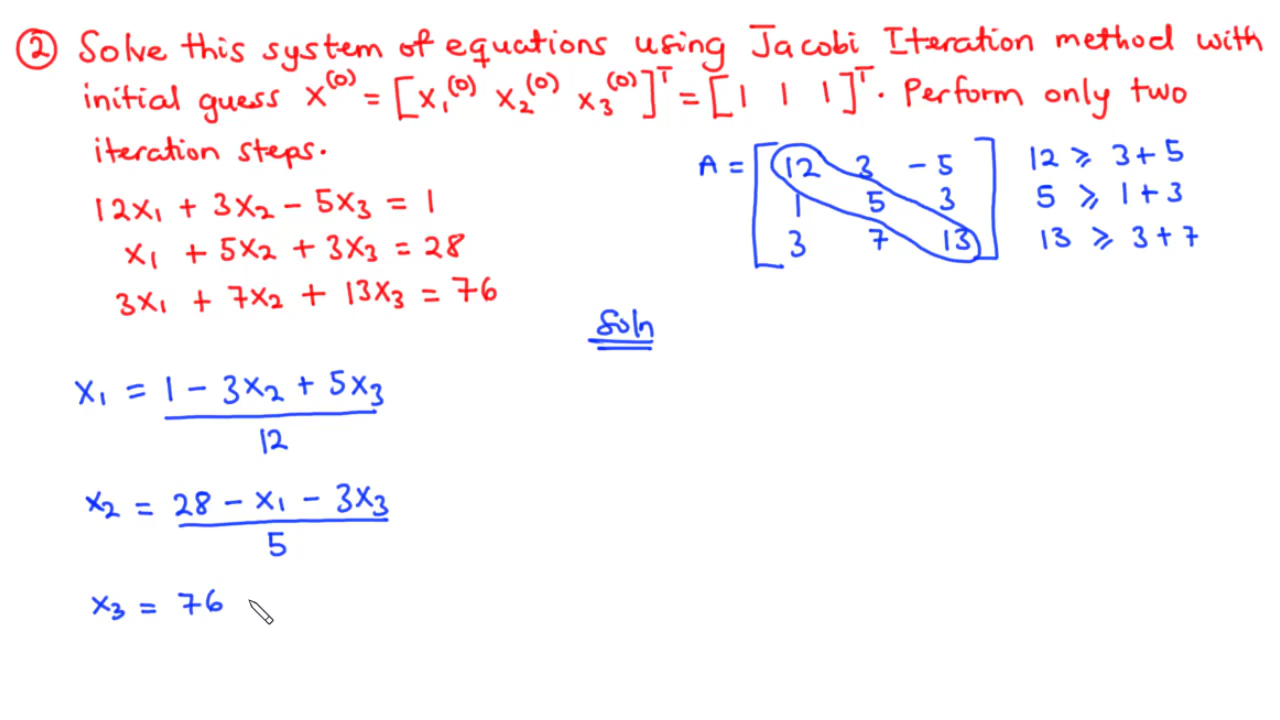 ② Solve this system of equations using Jacobi Iteration method with
initial guess x⁽⁰⁾ = [x₁⁽⁰⁾ x₂⁽⁰⁾ x₃⁽⁰⁾]ᵀ = [1 1 1]ᵀ. Perform only two
iteration steps.
12x₁ + 3x₂ - 5x₃ = 1
x₁ + 5x₂ + 3x₃ = 28
3x₁ + 7x₂ + 13x₃ = 76
A = [12 3 -5
1 5 3
3 7 13]
12 ⩾ 3+5
5 ⩾ 1+3
13 ⩾ 3+7
Soln
x₁ = 1 - 3x₂ + 5x₃
12
x₂ = 28 - x₁ - 3x₃
5
x₃ = 76